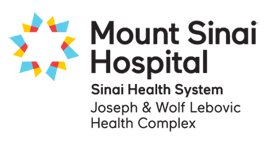 Mount Sinai
Hospital
Sinai Health System
Joseph & Wolf Lebovic
Health Complex